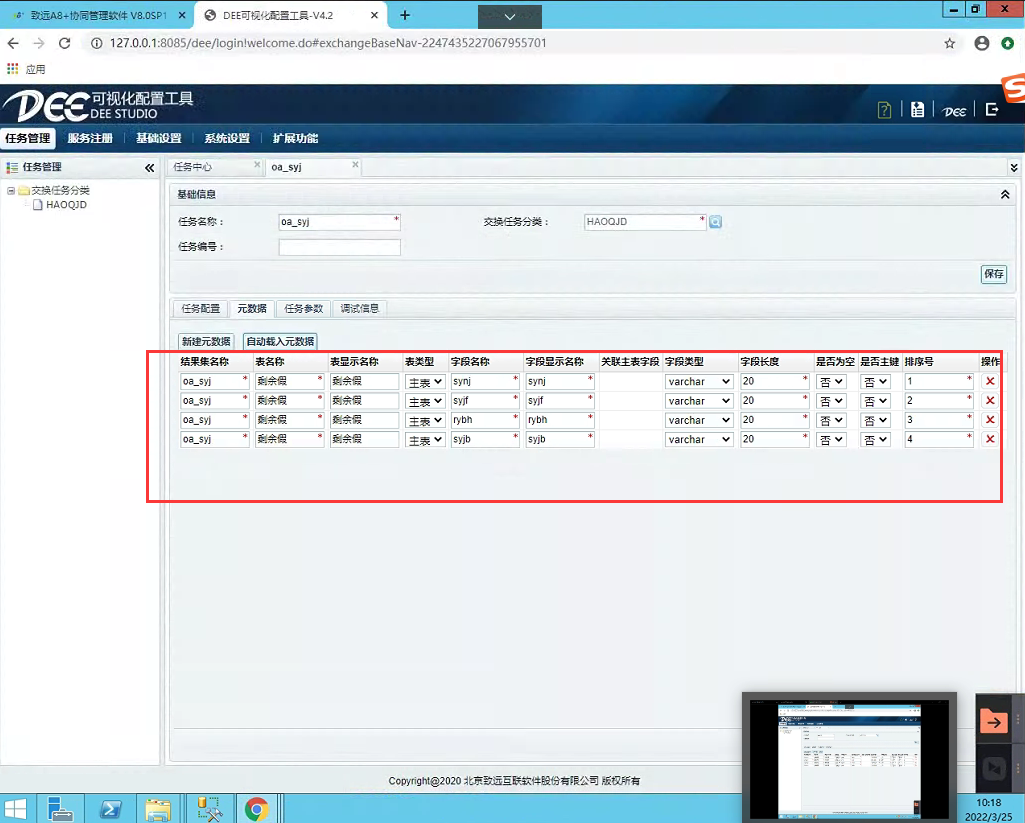 致远A8+协同管理软件 V8.0SP1
DEE可视化配置工具-V4.2
127.0.0.1:8085/dee/login!welcome.do#exchangeBaseNav-2247435227067955701
应用
DEE 可视化配置工具
DEE STUDIO
DEE
任务管理 服务注册 基础设置 系统设置 扩展功能
任务管理
任务中心 oa_syj
交换任务分类
HAOQJD
基础信息
任务名称： oa_syj * 交换任务分类： HAOQJD *
任务编号：
保存
任务配置 元数据 任务参数 调试信息
新建元数据 自动载入元数据
结果集名称 表名称 表显示名称 表类型 字段名称 字段显示名称 关联主表字段 字段类型 字段长度 是否为空 是否主键 排序号 操作
oa_syj * 剩余假 * 剩余假 主表 synj * synj * varchar 20 * 否 否 1 *
oa_syj * 剩余假 * 剩余假 主表 syjf * syjf * varchar 20 * 否 否 2 *
oa_syj * 剩余假 * 剩余假 主表 rybh * rybh * varchar 20 * 否 否 3 *
oa_syj * 剩余假 * 剩余假 主表 syjb * syjb * varchar 20 * 否 否 4 *
Copyright@2020 北京致远互联软件股份有限公司 版权所有
10:18
2022/3/25